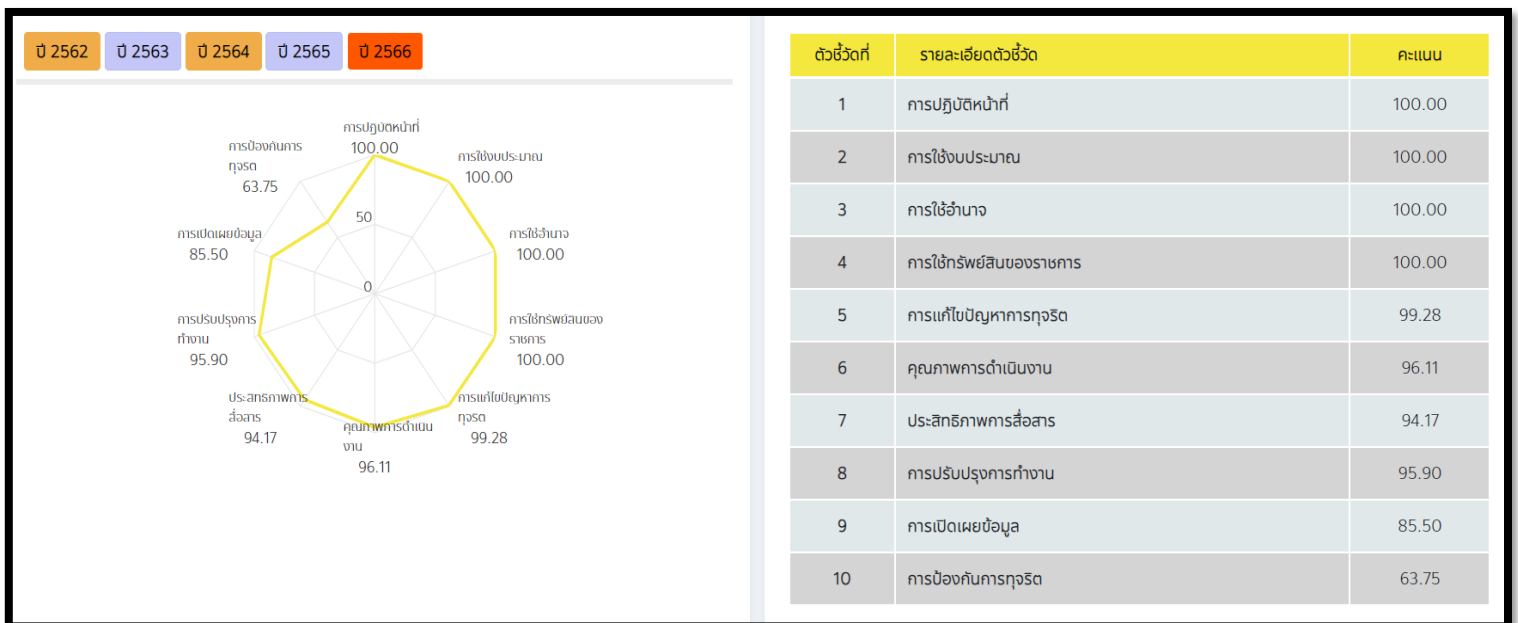 ปี 2562 ปี 2563 ปี 2564 ปี 2565 ปี 2566
การปฏิบัติหน้าที่
100.00
การใช้งบประมาณ
100.00
การใช้อำนาจ
100.00
การใช้ทรัพย์สินของ
ราชการ
100.00
การแก้ไขปัญหาการ
ทุจริต
99.28
คุณภาพการดำเนิน
งาน
96.11
ประสิทธิภาพการ
สื่อสาร
94.17
การปรับปรุงการ
ทำงาน
95.90
การเปิดเผยข้อมูล
85.50
การป้องกันการ
ทุจริต
63.75
50
0
ตัวชี้วัดที่ รายละเอียดตัวชี้วัด คะแนน
1 การปฏิบัติหน้าที่ 100.00
2 การใช้งบประมาณ 100.00
3 การใช้อำนาจ 100.00
4 การใช้ทรัพย์สินของราชการ 100.00
5 การแก้ไขปัญหาการทุจริต 99.28
6 คุณภาพการดำเนินงาน 96.11
7 ประสิทธิภาพการสื่อสาร 94.17
8 การปรับปรุงการทำงาน 95.90
9 การเปิดเผยข้อมูล 85.50
10 การป้องกันการทุจริต 63.75